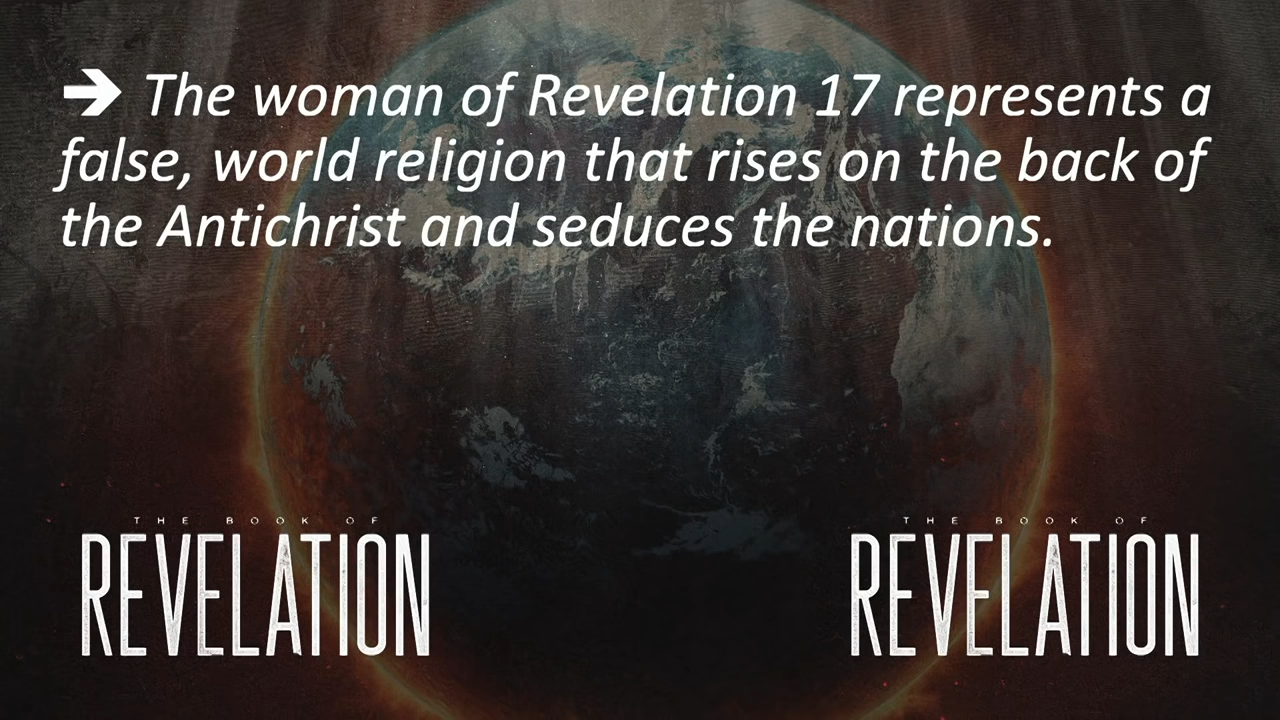 ➔ The woman of Revelation 17 represents a
false, world religion that rises on the back of
the Antichrist and seduces the nations.
THE BOOK OF
REVELATION
THE BOOK OF
REVELATION